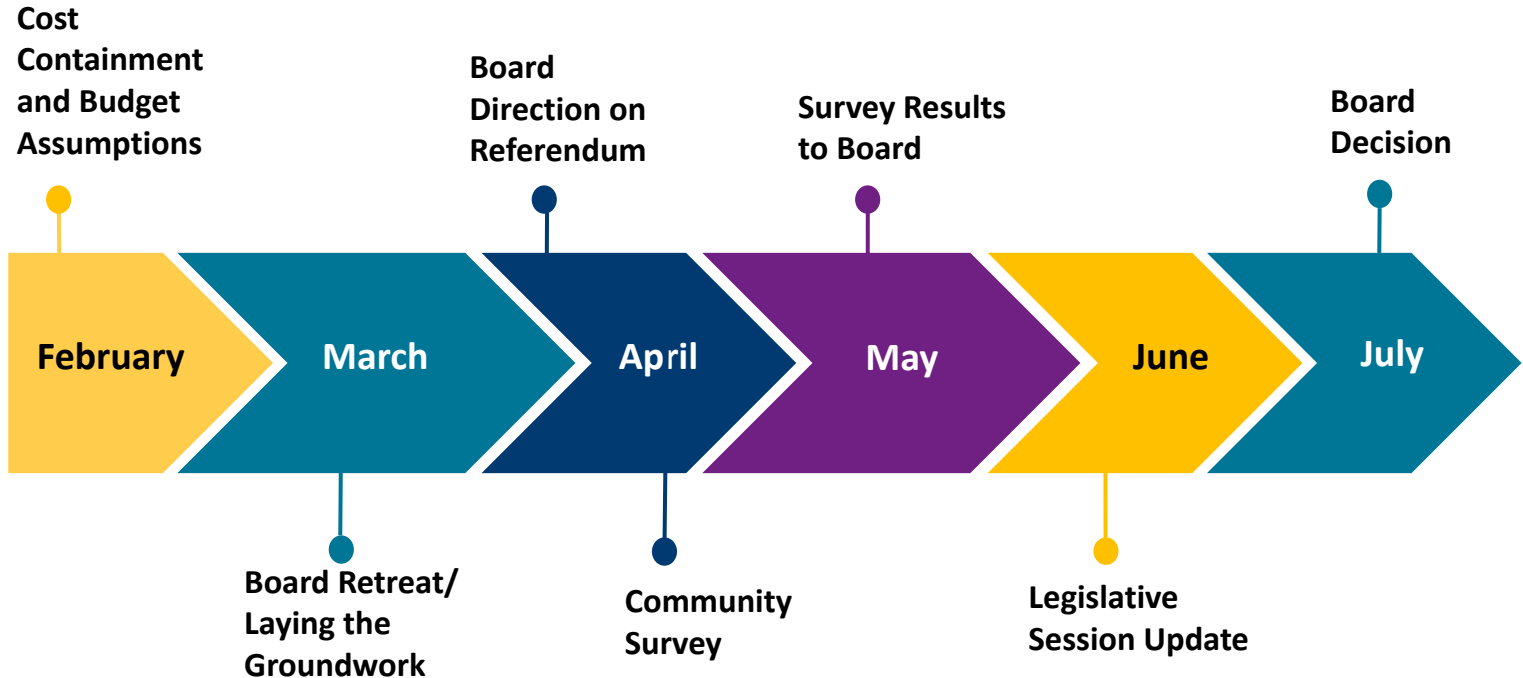 Cost
Containment
and Budget
Assumptions
Board
Direction on
Referendum
Survey Results
to Board
Board
Decision
February
March
April
May
June
July
Board Retreat/
Laying the
Groundwork
Community
Survey
Legislative
Session Update